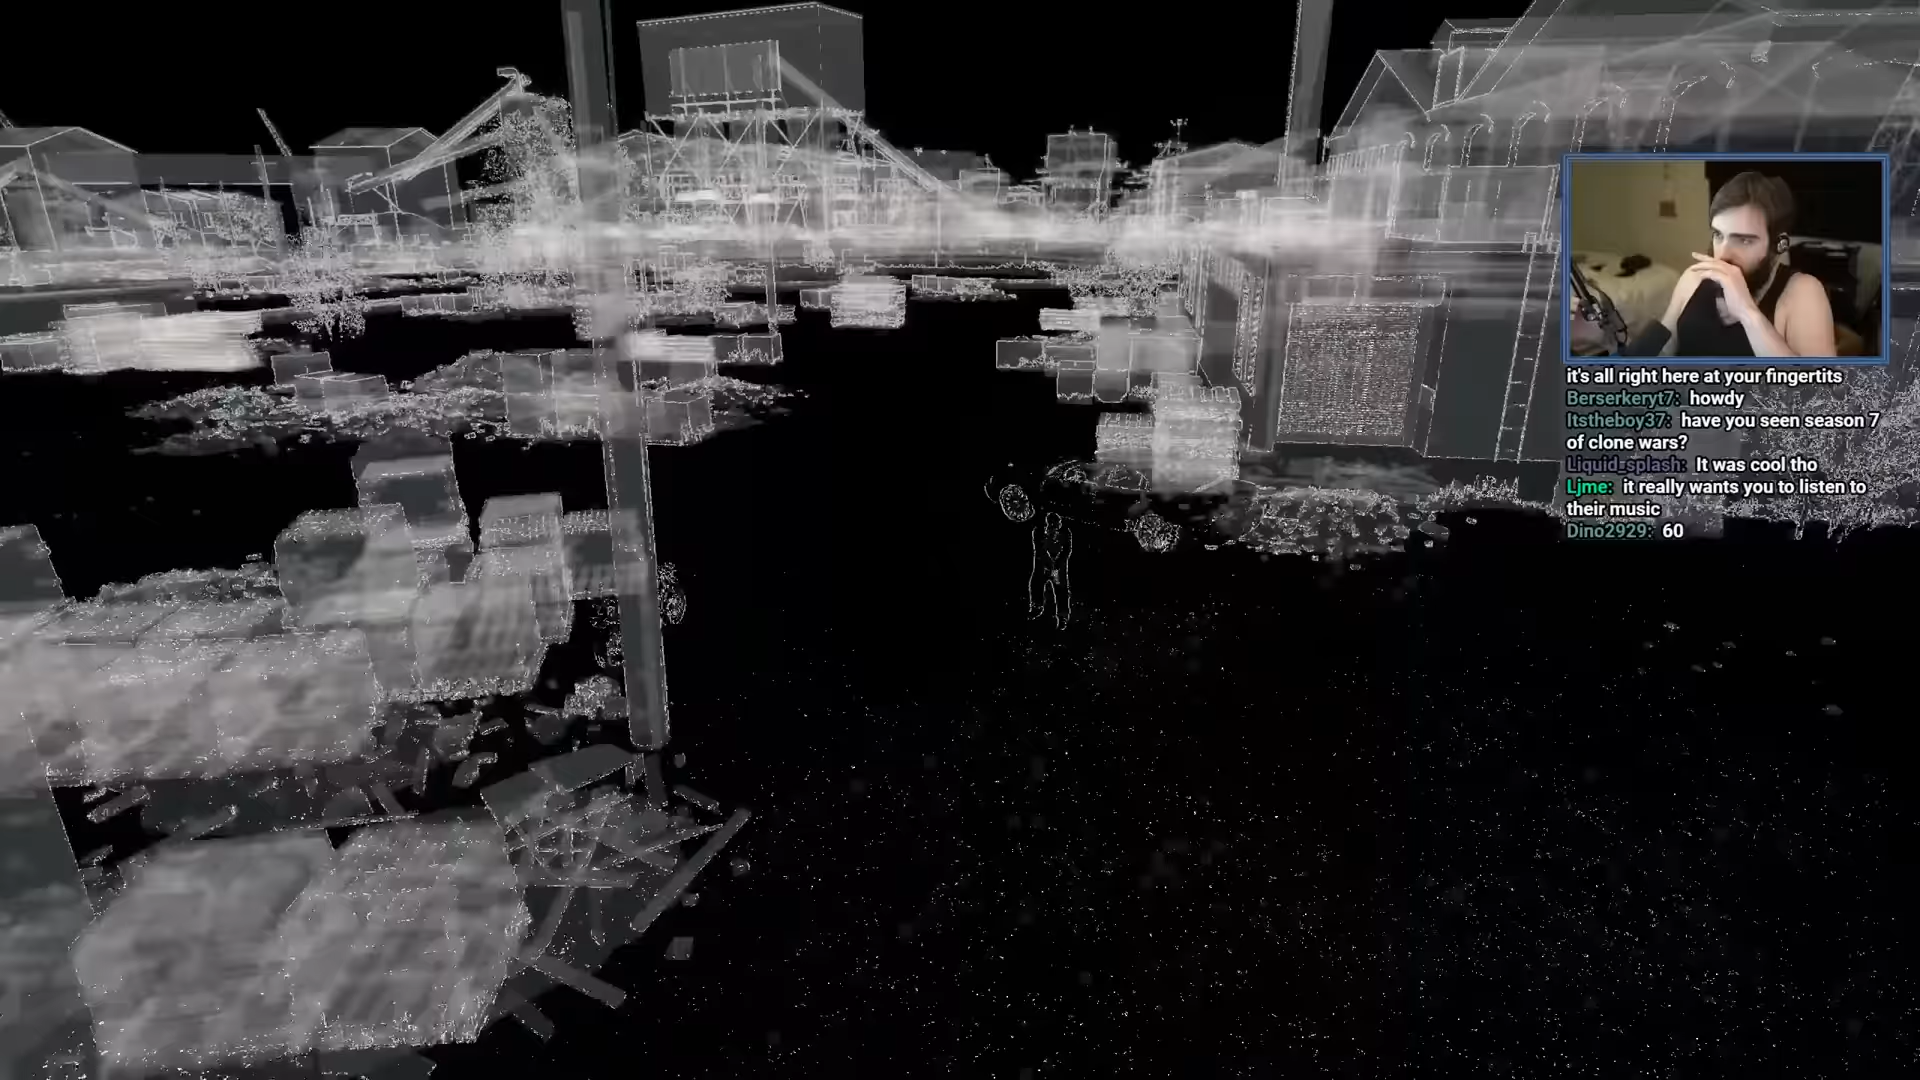 it's all right here at your fingertits
Berserkeryt7: howdy
Itstheboy37: have you seen season 7
of clone wars?
Liquid_splash: It was cool tho
Ljme: it really wants you to listen to
their music
Dino2929: 60